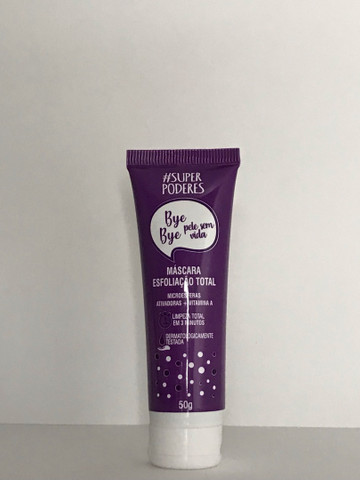 #SUPER
PODERES
Bye
Bye
pele sem
vida
MÁSCARA
ESFOLIAÇÃO TOTAL
MICROESFERAS
ATIVADORAS + VITAMINA A
LIMPEZA TOTAL
EM 3 MINUTOS
DERMATOLOGICAMENTE
TESTADA
50g